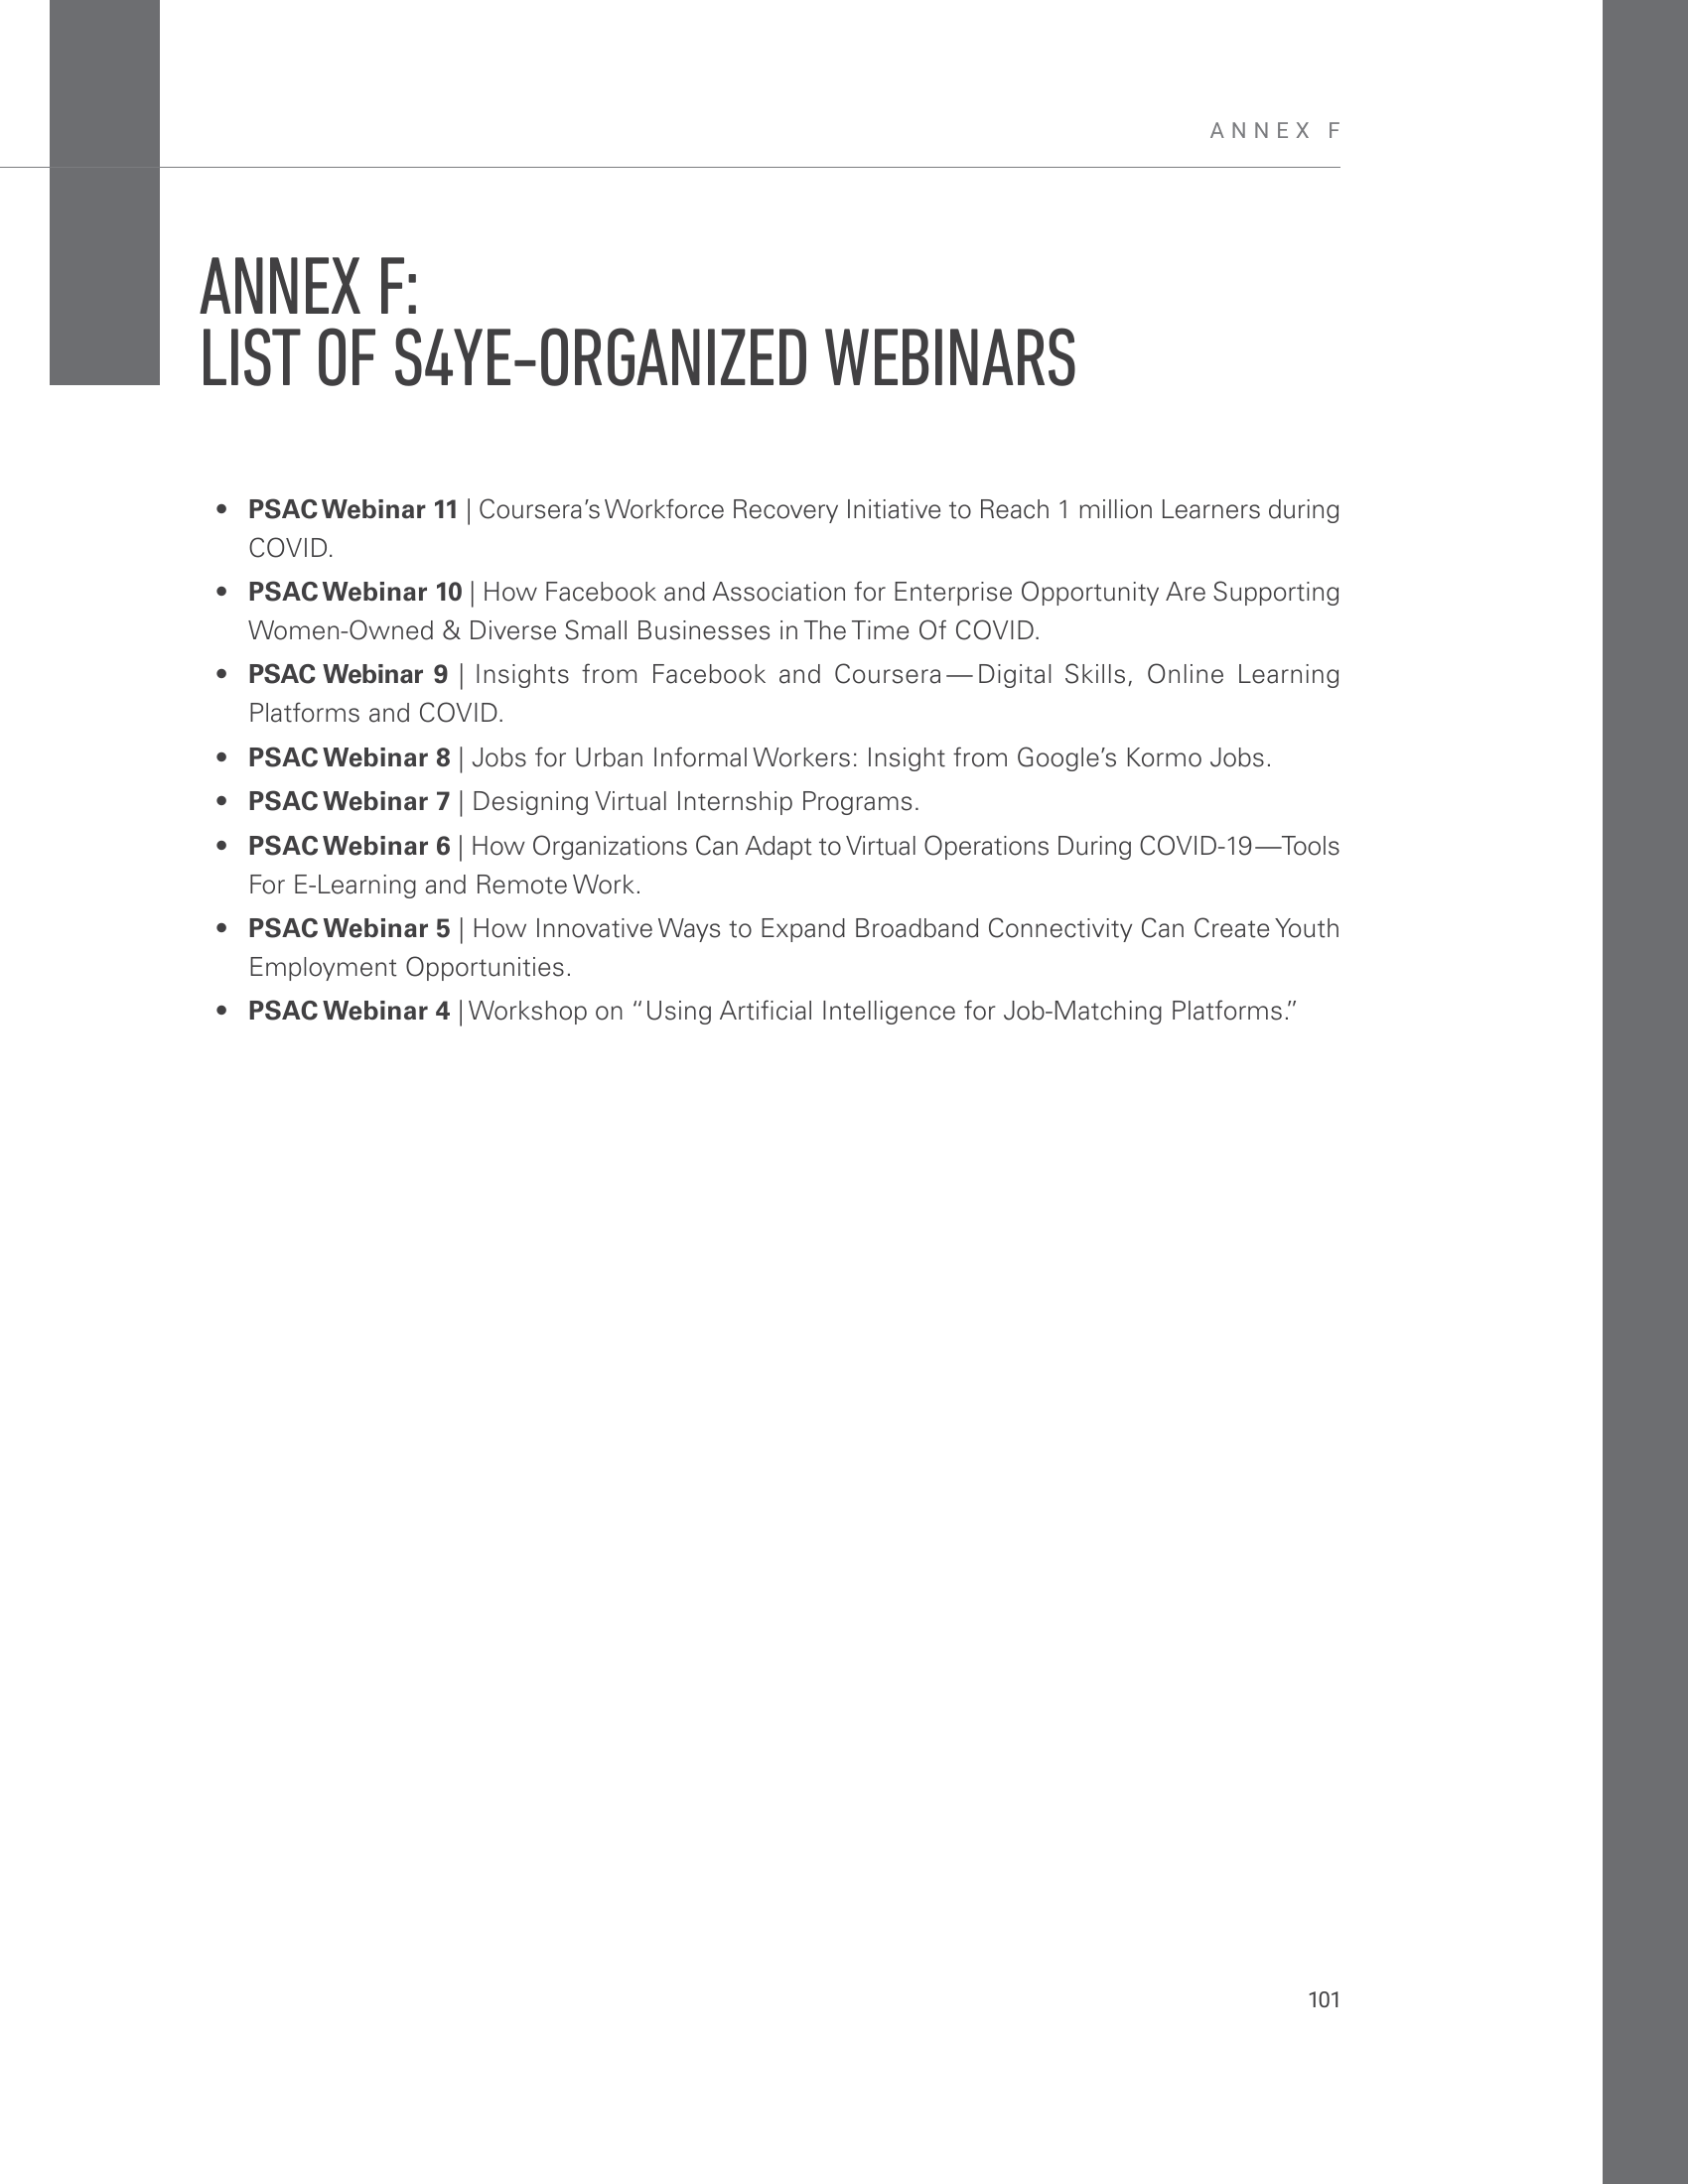 ANNEX F
ANNEX F:
LIST OF S4YE-ORGANIZED WEBINARS
• PSAC Webinar 11 | Coursera’s Workforce Recovery Initiative to Reach 1 million Learners during
COVID.
• PSAC Webinar 10 | How Facebook and Association for Enterprise Opportunity Are Supporting
Women-Owned & Diverse Small Businesses in The Time Of COVID.
• PSAC Webinar 9 | Insights from Facebook and Coursera—Digital Skills, Online Learning
Platforms and COVID.
• PSAC Webinar 8 | Jobs for Urban Informal Workers: Insight from Google’s Kormo Jobs.
• PSAC Webinar 7 | Designing Virtual Internship Programs.
• PSAC Webinar 6 | How Organizations Can Adapt to Virtual Operations During COVID-19—Tools
For E-Learning and Remote Work.
• PSAC Webinar 5 | How Innovative Ways to Expand Broadband Connectivity Can Create Youth
Employment Opportunities.
• PSAC Webinar 4 | Workshop on “Using Artificial Intelligence for Job-Matching Platforms.”
101